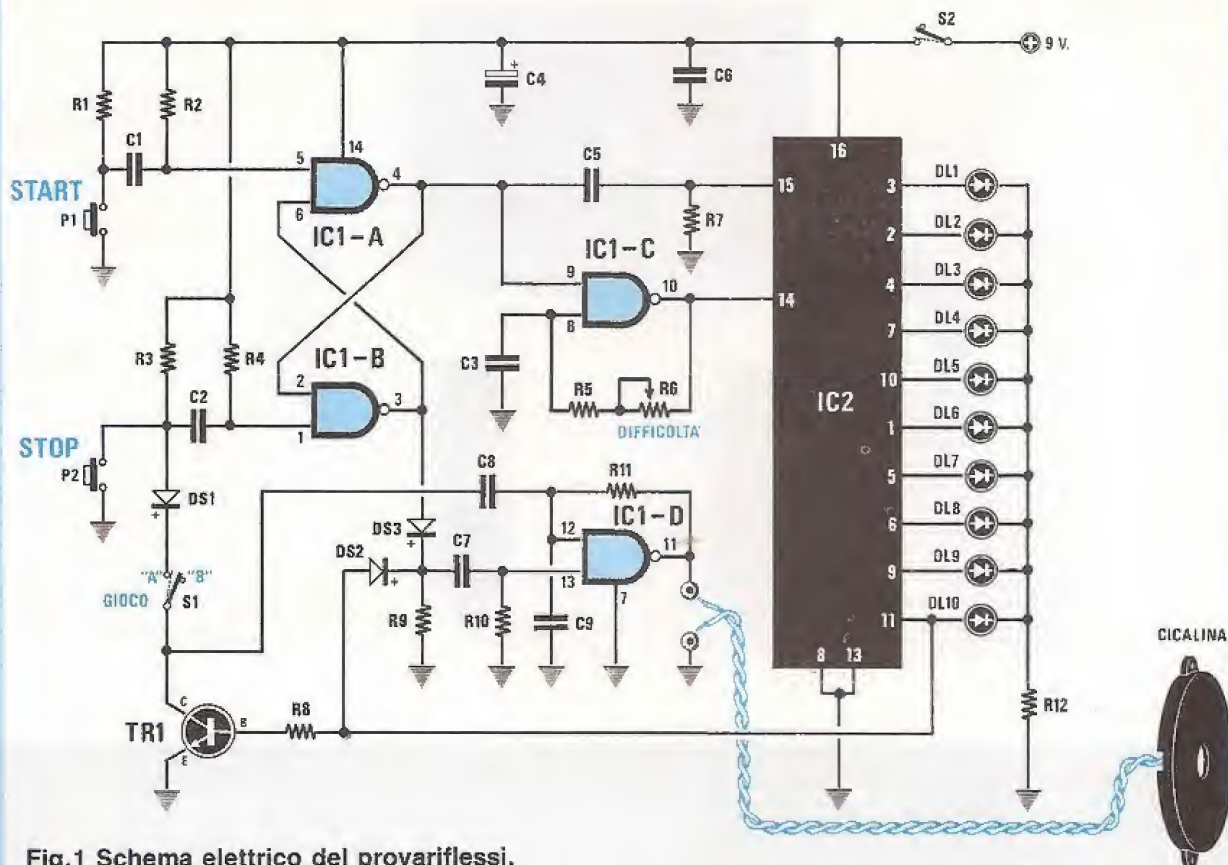 S2
9 V.
R1
R2
C4
C6
C1
14
16
5
4
C5
15
3
DL1
START
P1
6
IC1-A
R7
2
DL2
IC1-C
9
10
14
4
DL3
8
7
DL4
R3
R4
IC1-B
C3
R5
R6
10
DL5
2
3
IC2
C2
DIFFICOLTA'
1
DL6
STOP
1
P2
C8
R11
5
DL7
DS1
IC1-D
6
DL8
DS3
12
11
"A" "B"
DS2
C7
9
DL9
GIOCO
S1
13
7
11
DL10
R9
R10
C9
CICALINA
8 13
C
R8
R12
TR1
B
E
Fig.1 Schema elettrico del provariflessi.